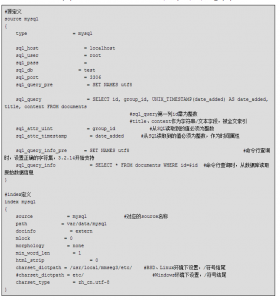 #源定义
source mysql
{
type = mysql
sql_host = localhost
sql_user = root
sql_pass =
sql_db = test
sql_port = 3306
sql_query_pre = SET NAMES utf8
sql_query = SELECT id, group_id, UNIX_TIMESTAMP(date_added) AS date_added,
title, content FROM documents
#sql_query第一列id需为整数
#title、content作为字符串/文本字段，被全文索引
sql_attr_uint = group_id #从SQL读取到的值必须为整数
sql_attr_timestamp = date_added #从SQL读取到的值必须为整数，作为时间属性
sql_query_info_pre = SET NAMES utf8 #命令行查询
时，设置正确的字符集
sql_query_info = SELECT * FROM documents WHERE id=$id #命令行查询时，从数据库读取
原始数据信息
}
#index定义
index mysql
{
source = mysql #对应的source名称
path = var/data/mysql
docinfo = extern
mlock = 0
morphology = none
min_word_len = 1
html_strip = 0
charset_dictpath = /usr/local/mmseg3/etc/ #BSD、Linux环境下设置，/符号结尾
#charset_dictpath = etc/ #Windows环境下设置，/符号结尾
charset_type = zh_cn.utf-8
}